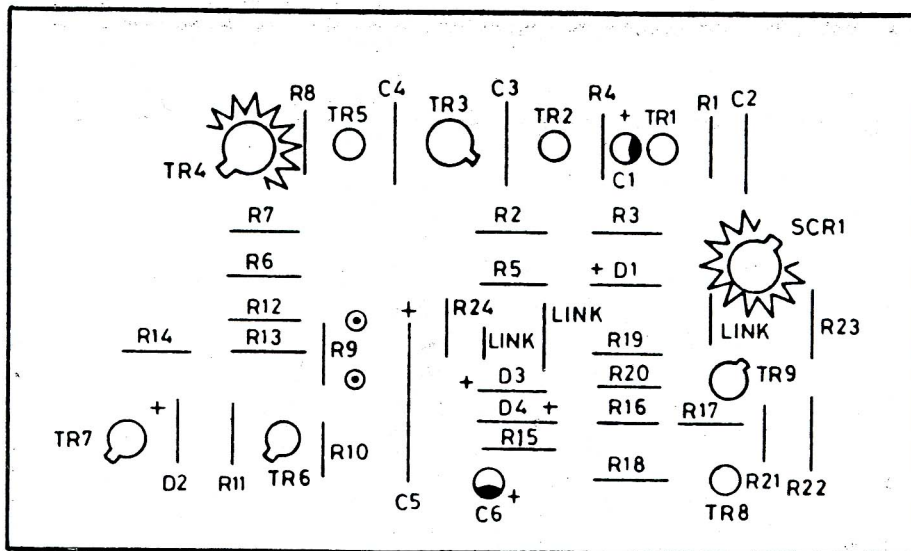 R8 C4 C3 R4 R1 C2
TR5 TR3 TR2 + TR1
TR4 C1
R7 R2 R3 SCR1
R6 R5 + D1
R12 + R24 LINK
R14 R13 R9 LINK R19 LINK R23
+ D3 R20 TR9
+ D4 + R16 R17
TR7 R15
R10 R18
D2 R11 TR6 C5 C6 + R21 R22
TR8